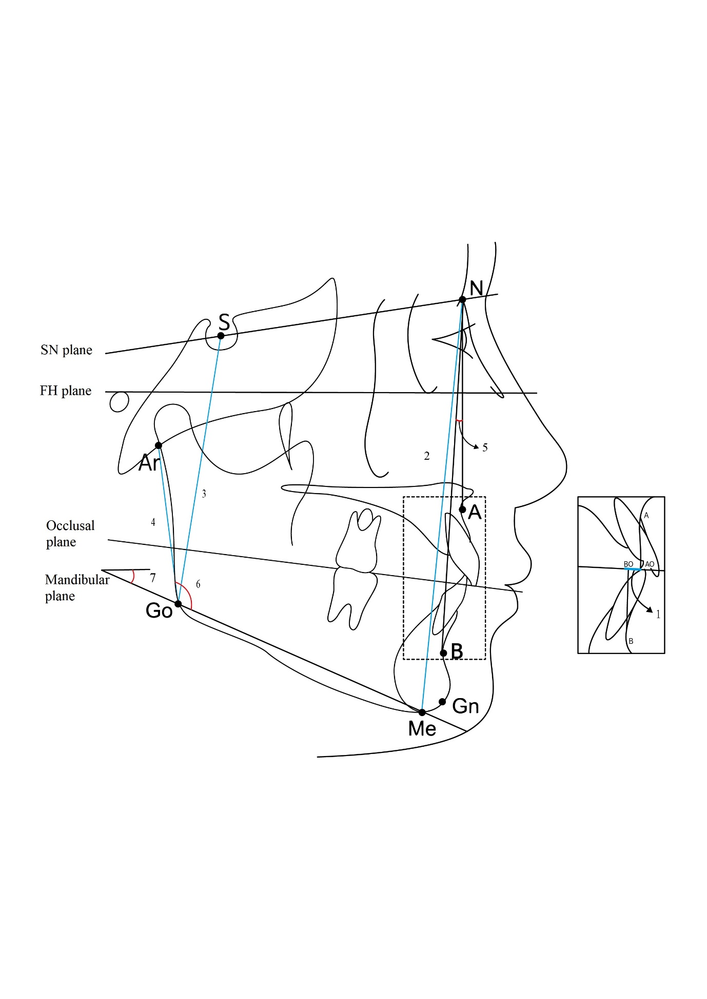 N
S
SN plane
FH plane
5
2
Ar
3
A
A
4
Occlusal
plane
BO
AO
Mandibular
plane
7
6
Go
1
B
B
Gn
Me